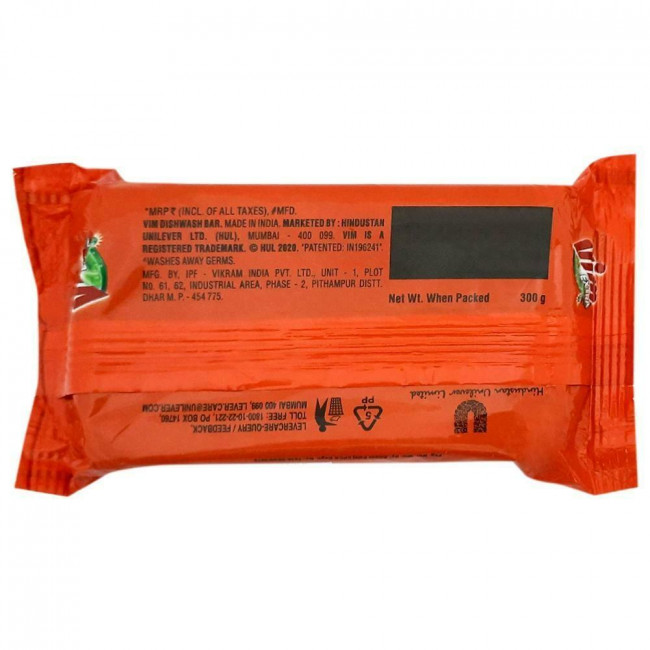 *MRP ₹ (INCL. OF ALL TAXES), #MFD.
VIM DISHWASH BAR. MADE IN INDIA. MARKETED BY : HINDUSTAN
UNILEVER LTD. (HUL), MUMBAI - 400 099. VIM IS A
REGISTERED TRADEMARK. © HUL 2020. "PATENTED: IN196241".
^WASHES AWAY GERMS.
MFG. BY. IPF - VIKRAM INDIA PVT. LTD., UNIT - 1, PLOT
No. 61, 62, INDUSTRIAL AREA, PHASE - 2, PITHAMPUR DISTT.
DHAR M. P. - 454 775.
Net Wt. When Packed 300 g
Vim
LEVERCARE-QUERY / FEEDBACK,
TOLL FREE: 1800-10-22-221, PO BOX 14760,
MUMBAI 400 099, LEVER.CARE@UNILEVER.COM
5
PP
Hindustan Unilever Limited